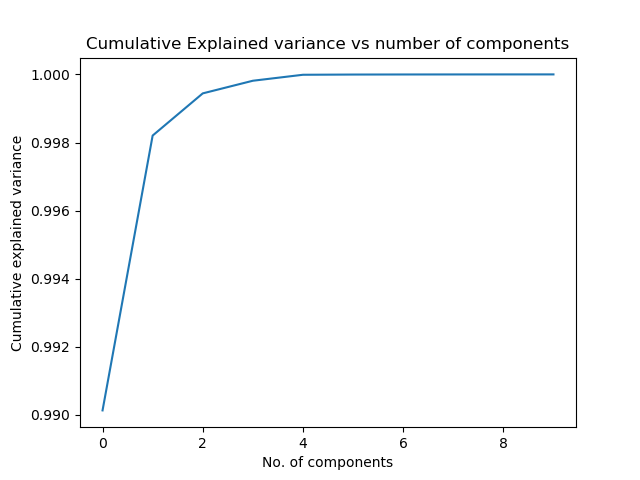 Cumulative Explained variance vs number of components
1.000
0.998
0.996
0.994
0.992
0.990
Cumulative explained variance
0 2 4 6 8
No. of components